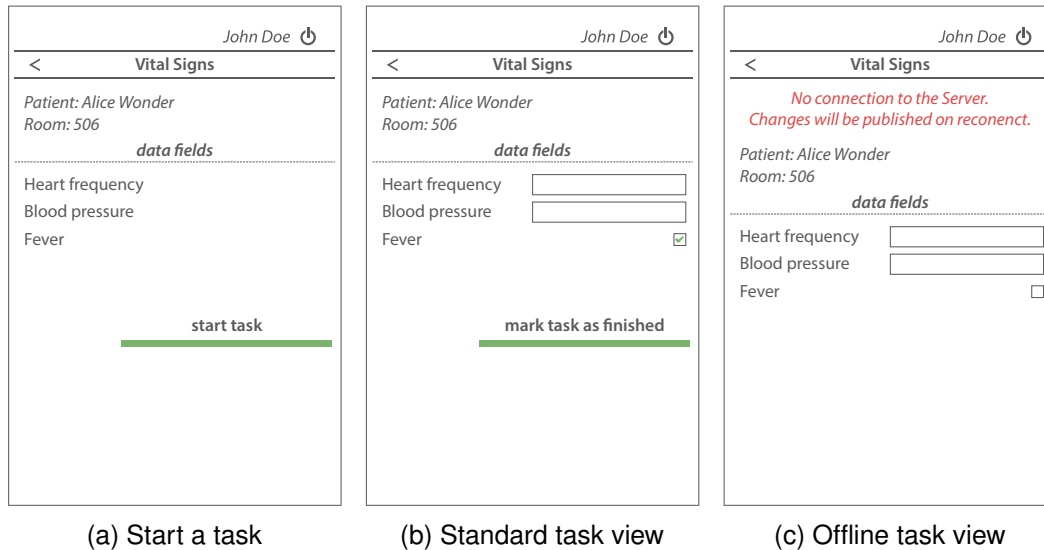 John Doe
< Vital Signs
Patient: Alice Wonder
Room: 506
data fields
Heart frequency
Blood pressure
Fever
start task
(a) Start a task
John Doe
< Vital Signs
Patient: Alice Wonder
Room: 506
data fields
Heart frequency
Blood pressure
Fever
mark task as finished
(b) Standard task view
John Doe
< Vital Signs
No connection to the Server.
Changes will be published on reconenct.
Patient: Alice Wonder
Room: 506
data fields
Heart frequency
Blood pressure
Fever
(c) Offline task view